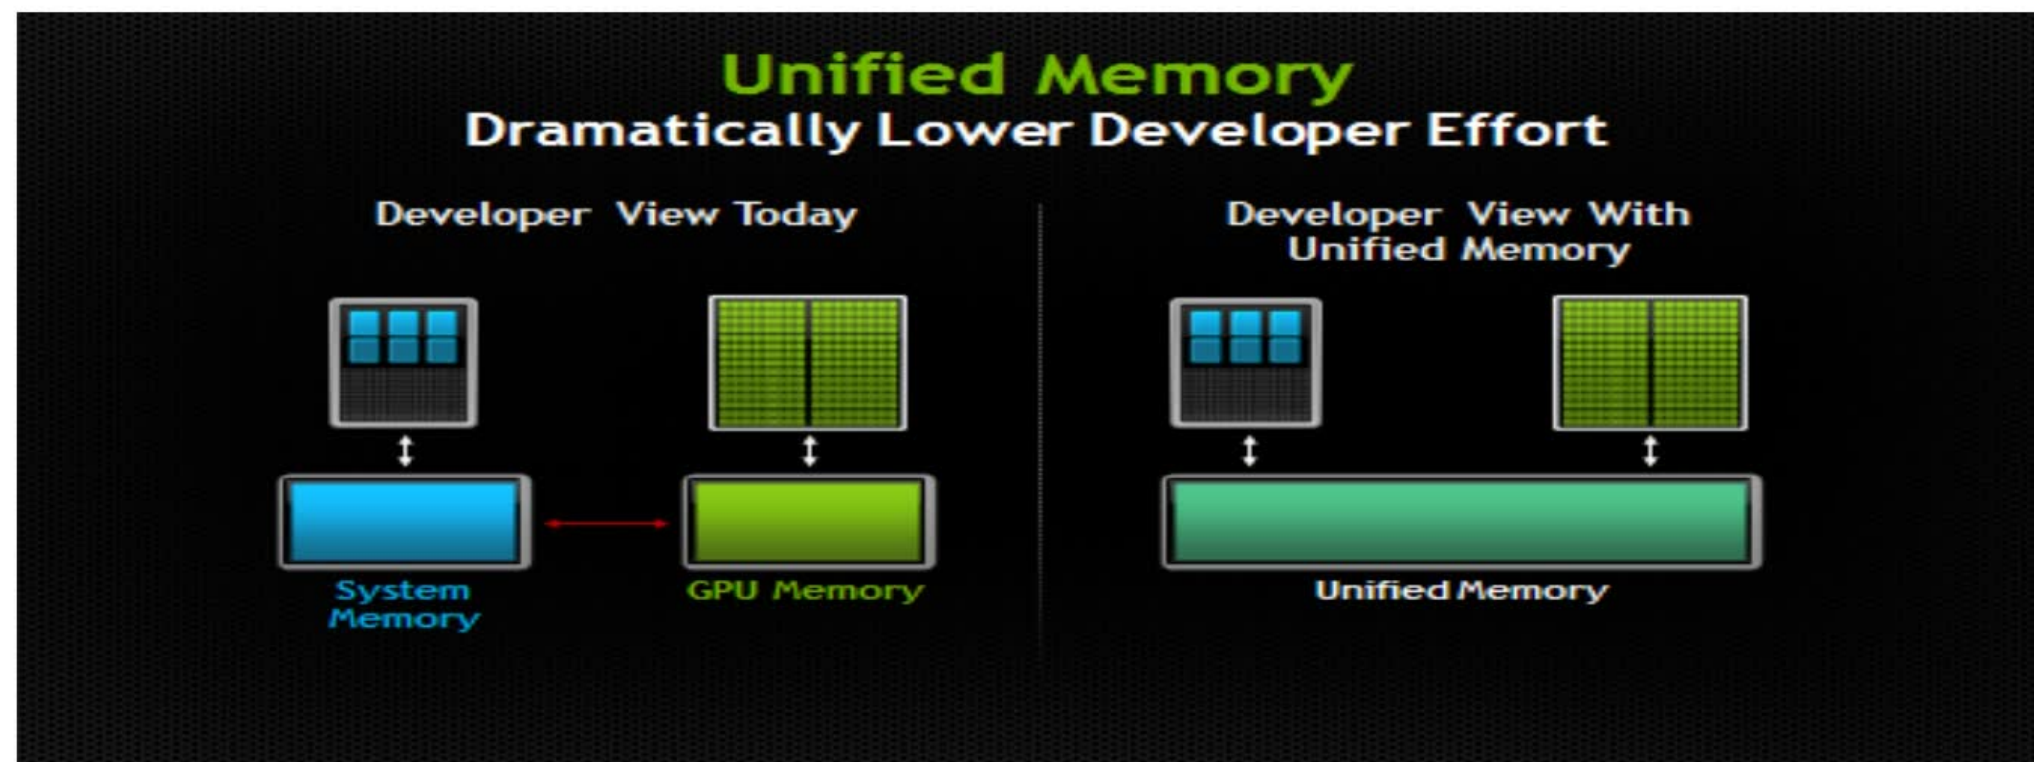 Unified Memory
Dramatically Lower Developer Effort
Developer View Today
System
Memory
GPU Memory
Developer View With
Unified Memory
Unified Memory